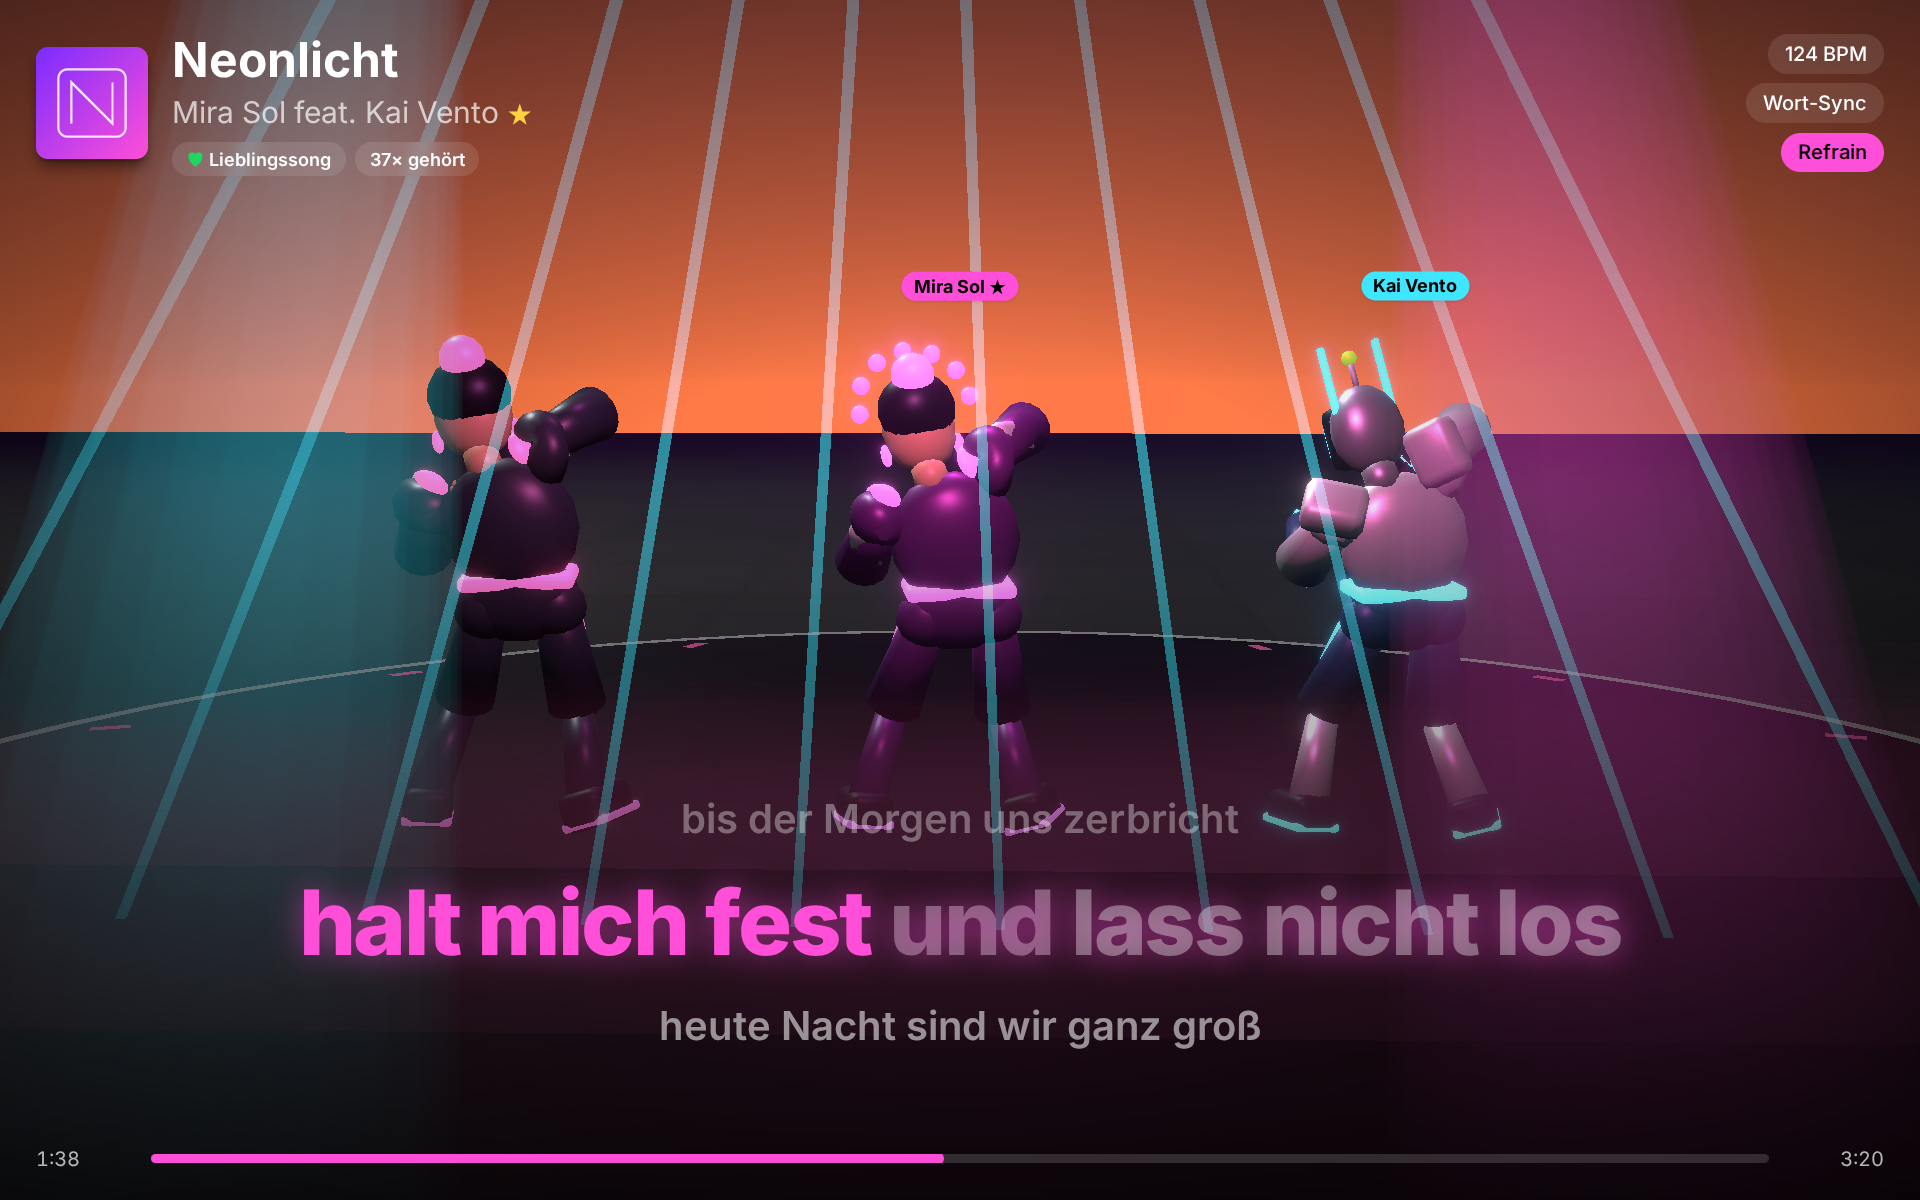 N
Neonlicht
Mira Sol feat. Kai Vento ★
Lieblingssong
37× gehört
124 BPM
Wort-Sync
Refrain
Mira Sol ★
Kai Vento
bis der Morgen uns zerbricht
halt mich fest und lass nicht los
heute Nacht sind wir ganz groß
1:38
3:20